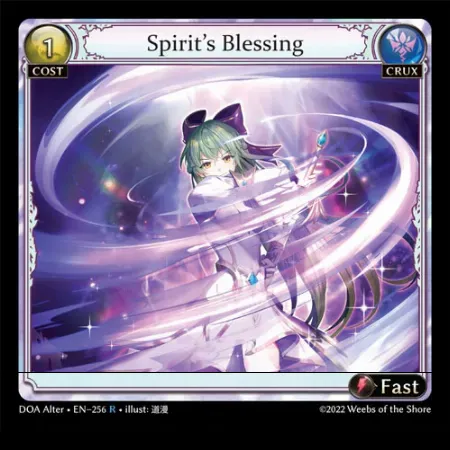 1
Spirit's Blessing
COST
CRUX
Fast
DOA Alter • EN-256 R • illust: 道漫
©2022 Weebs of the Shore